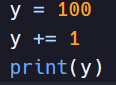 y = 100
y += 1
print(y)